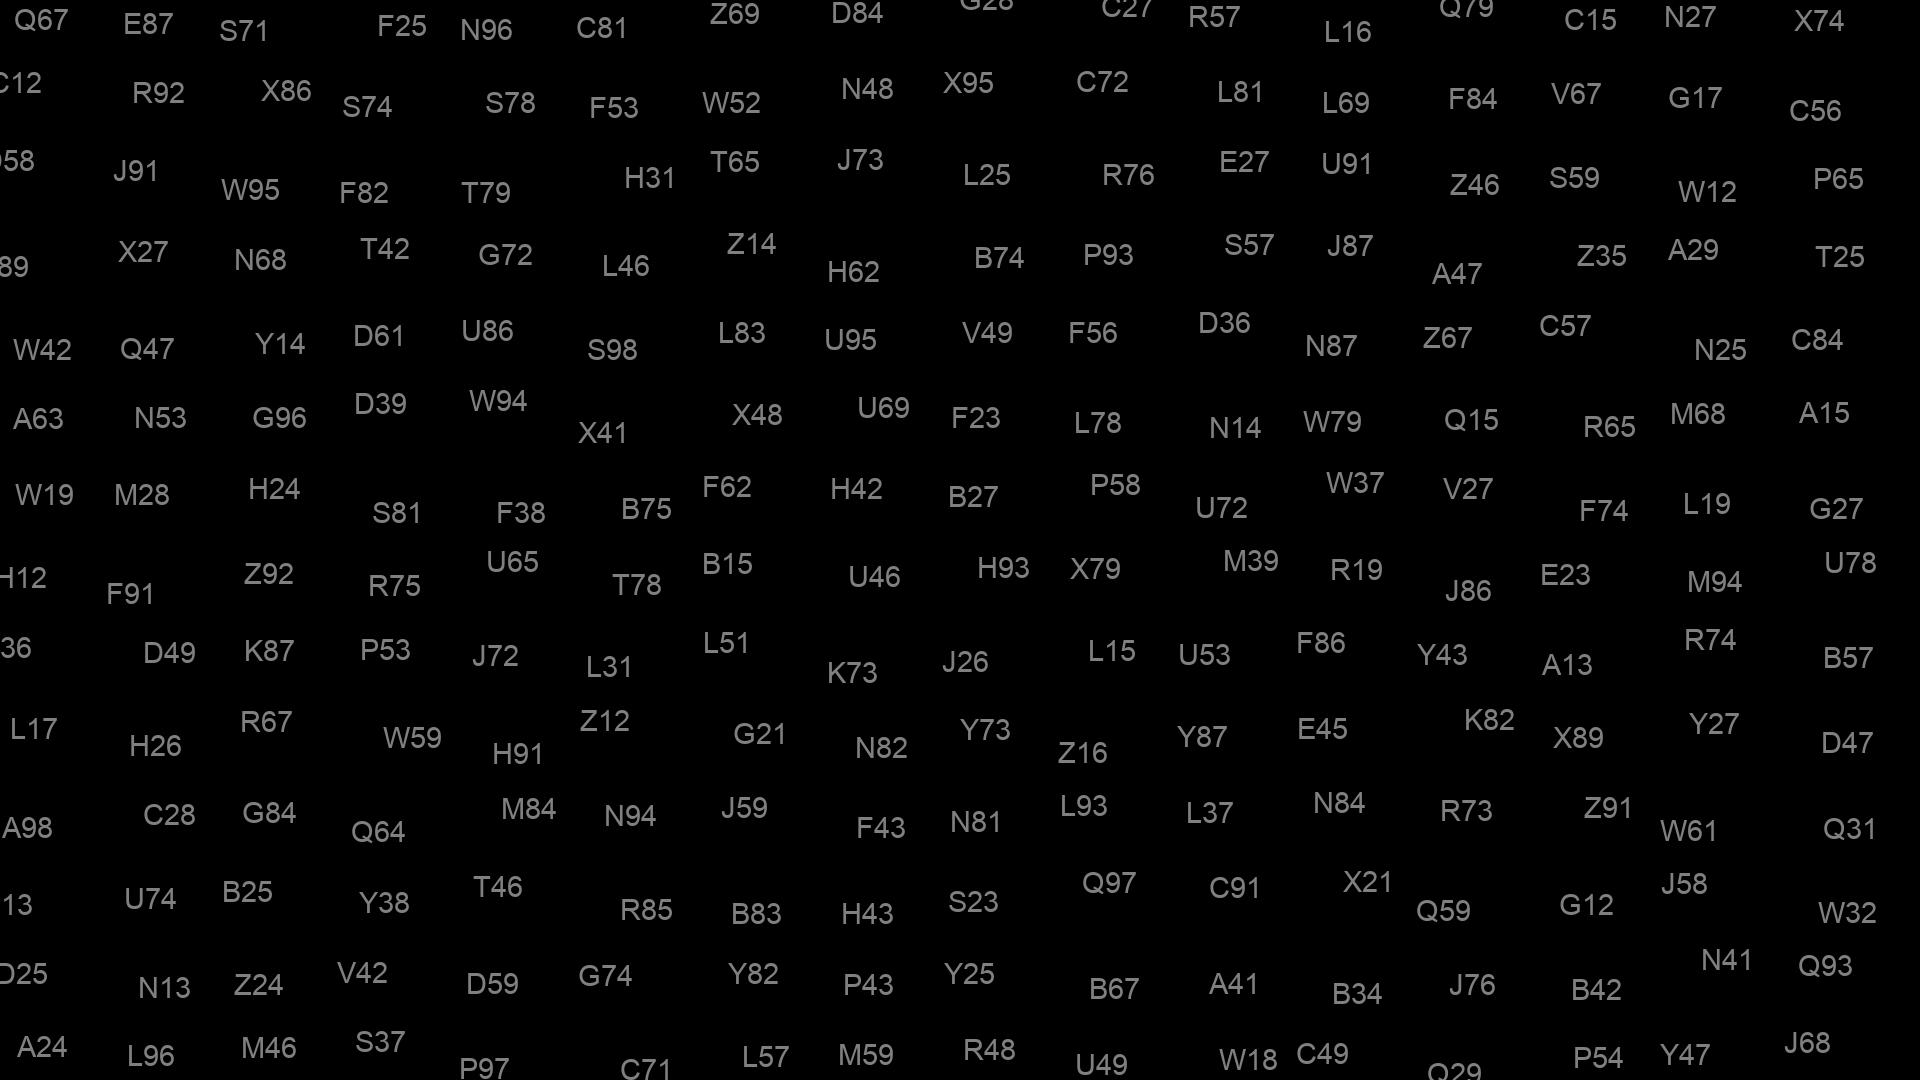 Q67 E87 S71 F25 N96 C81 Z69 D84 G28 C27 R57 L16 Q79 C15 N27 X74
C12 R92 X86 S74 S78 F53 W52 N48 X95 C72 L81 L69 F84 V67 G17 C56
58 J91 W95 F82 T79 H31 T65 J73 L25 R76 E27 U91 Z46 S59 W12 P65
89 X27 N68 T42 G72 L46 Z14 H62 B74 P93 S57 J87 A47 Z35 A29 T25
W42 Q47 Y14 D61 U86 S98 L83 U95 V49 F56 D36 N87 Z67 C57 N25 C84
A63 N53 G96 D39 W94 X41 X48 U69 F23 L78 N14 W79 Q15 R65 M68 A15
W19 M28 H24 S81 F38 B75 F62 H42 B27 P58 U72 W37 V27 F74 L19 G27
H12 F91 Z92 R75 U65 T78 B15 U46 H93 X79 M39 R19 J86 E23 M94 U78
36 D49 K87 P53 J72 L31 L51 K73 J26 L15 U53 F86 Y43 A13 R74 B57
L17 H26 R67 W59 H91 Z12 G21 N82 Y73 Z16 Y87 E45 K82 X89 Y27 D47
A98 C28 G84 Q64 M84 N94 J59 F43 N81 L93 L37 N84 R73 Z91 W61 Q31
13 U74 B25 Y38 T46 R85 B83 H43 S23 Q97 C91 X21 Q59 G12 J58 W32
D25 N13 Z24 V42 D59 G74 Y82 P43 Y25 B67 A41 B34 J76 B42 N41 Q93
A24 L96 M46 S37 P97 C71 L57 M59 R48 U49 W18 C49 Q29 P54 Y47 J68